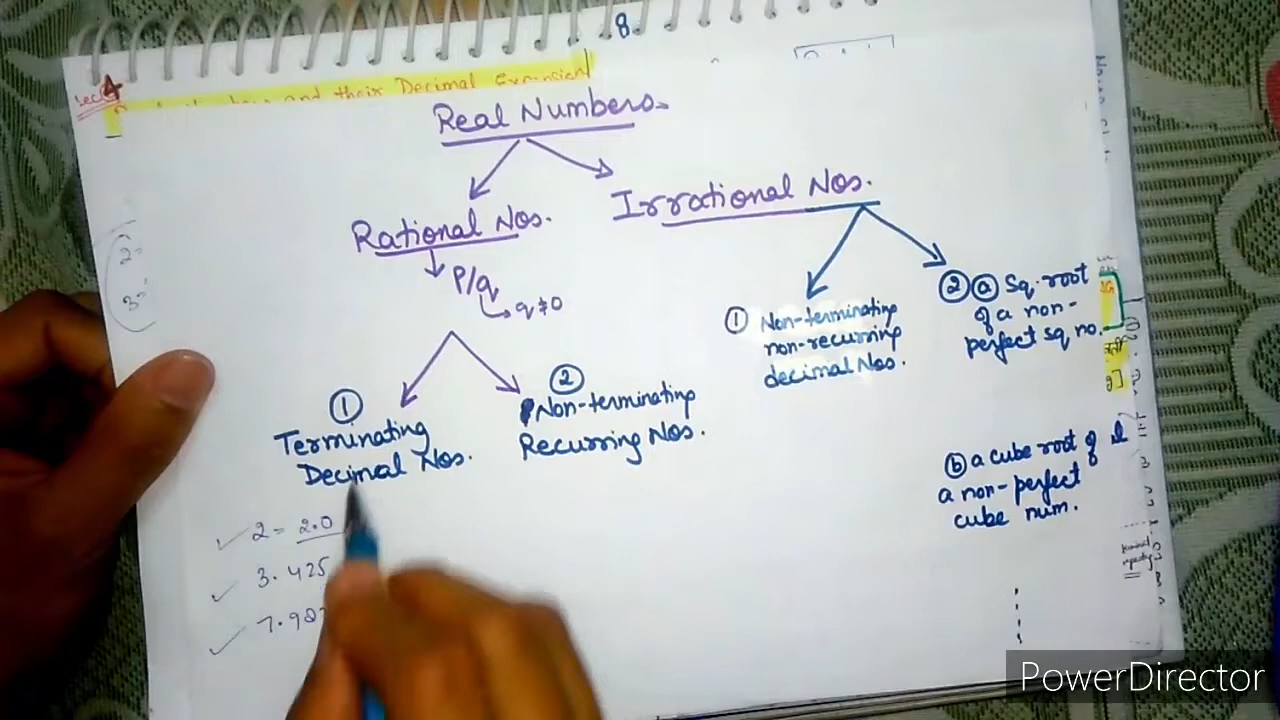 8
4
and their Decimal Expansion
Real Numbers.
Rational Nos.
Irrational Nos.
P/q
q ≠ 0
① Non-terminating
non-recurring
decimal Nos.
② ⓐ Sq. root
of a non-
perfect sq no.
①
Terminating
Decimal Nos.
②
Non-terminating
Recurring Nos.
ⓑ a cube root of
a non-perfect
cube num.
✓ 2 = 2.0
✓ 3.425
✓ 7.98
PowerDirector